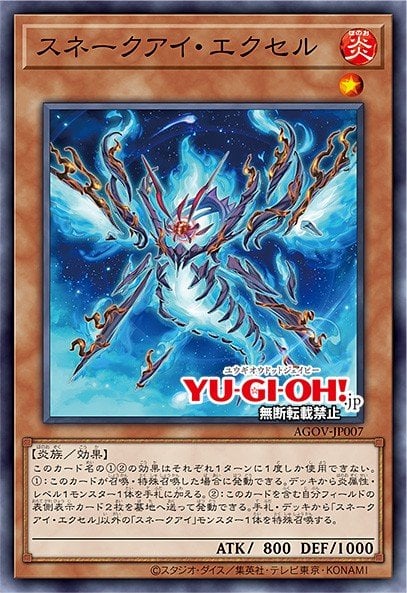 スネークアイ・エクセル
ほのお
炎
エウギオウドットジェイピー
YU-GI-OH!.jp
無断転載禁止
AGOV-JP007
【炎族／効果】
このカード名の①②の効果はそれぞれ１ターンに１度しか使用できない。
①：このカードが召喚・特殊召喚した場合に発動できる。デッキから炎属性・
レベル１モンスター１体を手札に加える。②：このカードを含む自分フィールドの
表側表示カード２枚を墓地へ送って発動できる。手札・デッキから「スネーク
アイ・エクセル」以外の「スネークアイ」モンスター１体を特殊召喚する。
ATK/ 800 DEF/1000
©スタジオ・ダイス／集英社・テレビ東京・KONAMI